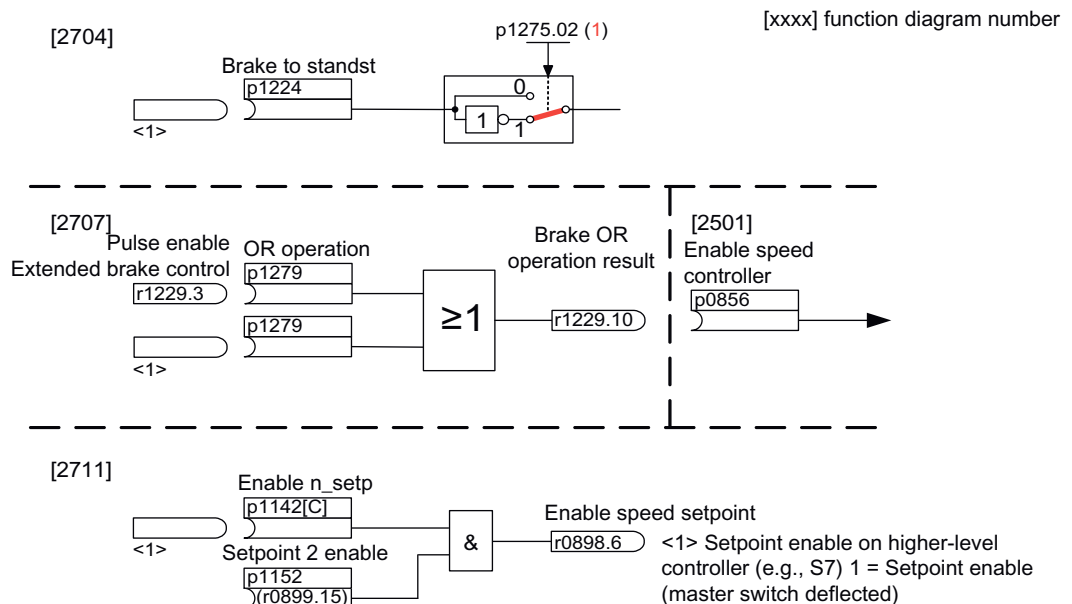 [xxxx] function diagram number
[2704]
p1275.02 (1)
Brake to standst
p1224
<1>
0
1
1
[2707]
Pulse enable
Extended brake control
OR operation
p1279
r1229.3
p1279
<1>
≥1
Brake OR
operation result
r1229.10
[2501]
Enable speed
controller
p0856
[2711]
Enable n_setp
p1142[C]
<1>
Setpoint 2 enable
p1152
(r0899.15)
&
Enable speed setpoint
r0898.6
<1> Setpoint enable on higher-level
controller (e.g., S7) 1 = Setpoint enable
(master switch deflected)